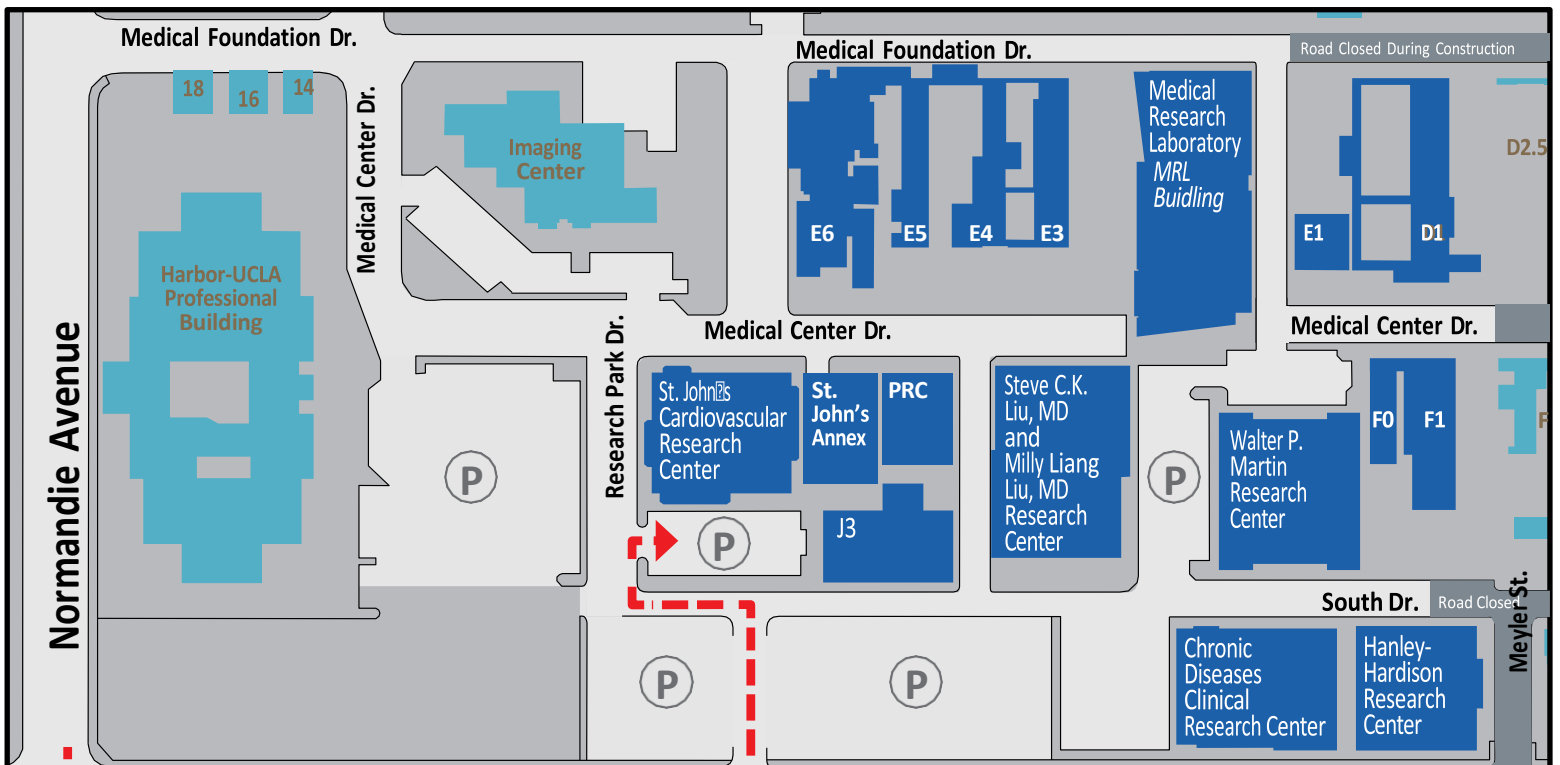 Medical Foundation Dr.
Medical Foundation Dr.
Road Closed During Construction
18
16
14
Medical Center Dr.
Imaging
Center
Medical
Research
Laboratory
MRL
Buidling
D2.5
E6
E5
E4
E3
E1
D1
Harbor-UCLA
Professional
Building
Normandie Avenue
Research Park Dr.
Medical Center Dr.
Medical Center Dr.
St. John's
Cardiovascular
Research
Center
St.
John’s
Annex
PRC
Steve C.K.
Liu, MD
and
Milly Liang
Liu, MD
Research
Center
P
Walter P.
Martin
Research
Center
F0
F1
F
P
P
J3
South Dr.
Road Closed
Meyler St.
P
P
Chronic
Diseases
Clinical
Research Center
Hanley-
Hardison
Research
Center